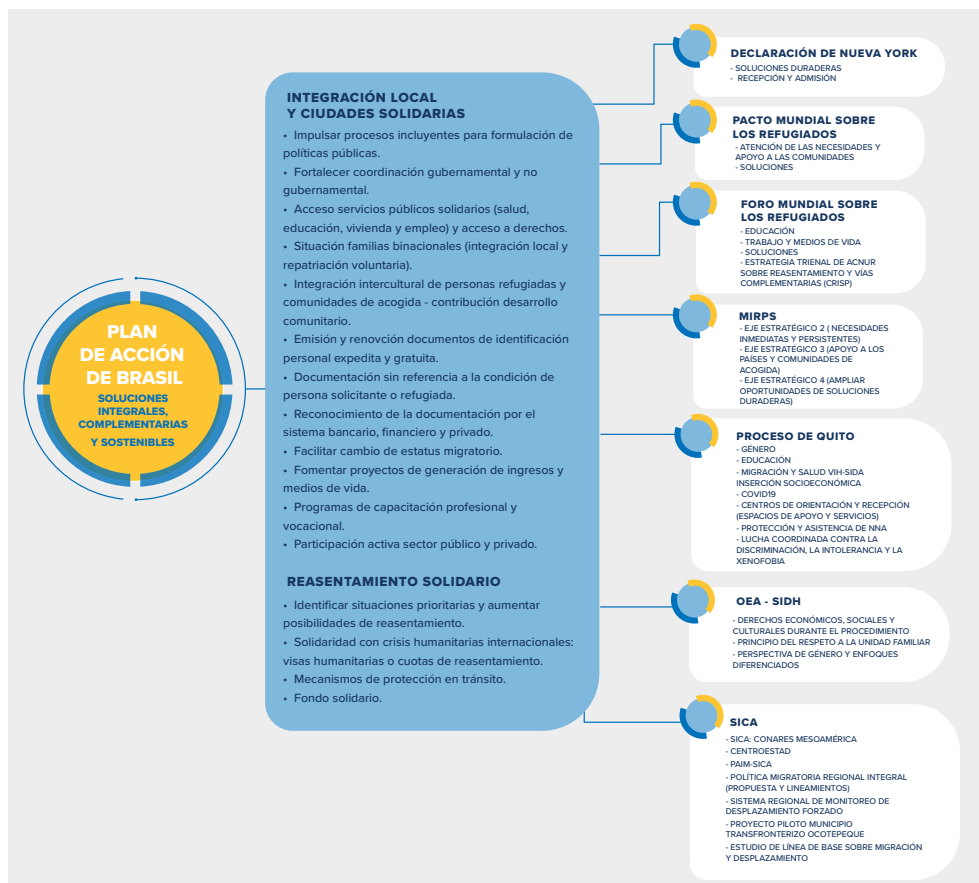 PLAN
DE ACCIÓN
DE BRASIL
SOLUCIONES
INTEGRALES,
COMPLEMENTARIAS
Y SOSTENIBLES
INTEGRACIÓN LOCAL
Y CIUDADES SOLIDARIAS
• Impulsar procesos incluyentes para formulación de
políticas públicas.
• Fortalecer coordinación gubernamental y no
gubernamental.
• Acceso servicios públicos solidarios (salud,
educación, vivienda y empleo) y acceso a derechos.
• Situación familias binacionales (integración local y
repatriación voluntaria).
• Integración intercultural de personas refugiadas y
comunidades de acogida - contribución desarrollo
comunitario.
• Emisión y renovción documentos de identificación
personal expedita y gratuita.
• Documentación sin referencia a la condición de
persona solicitante o refugiada.
• Reconocimiento de la documentación por el
sistema bancario, financiero y privado.
• Facilitar cambio de estatus migratorio.
• Fomentar proyectos de generación de ingresos y
medios de vida.
• Programas de capacitación profesional y
vocacional.
• Participación activa sector público y privado.
REASENTAMIENTO SOLIDARIO
• Identificar situaciones prioritarias y aumentar
posibilidades de reasentamiento.
• Solidaridad con crisis humanitarias internacionales:
visas humanitarias o cuotas de reasentamiento.
• Mecanismos de protección en tránsito.
• Fondo solidario.
DECLARACIÓN DE NUEVA YORK
- SOLUCIONES DURADERAS
- RECEPCIÓN Y ADMISIÓN
PACTO MUNDIAL SOBRE
LOS REFUGIADOS
- ATENCIÓN DE LAS NECESIDADES Y
APOYO A LAS COMUNIDADES
- SOLUCIONES
FORO MUNDIAL SOBRE
LOS REFUGIADOS
- EDUCACIÓN
- TRABAJO Y MEDIOS DE VIDA
- SOLUCIONES
- ESTRATEGIA TRIENAL DE ACNUR
SOBRE REASENTAMIENTO Y VÍAS
COMPLEMENTARIAS (CRISP)
MIRPS
- EJE ESTRATÉGICO 2 ( NECESIDADES
INMEDIATAS Y PERSISTENTES)
- EJE ESTRATÉGICO 3 (APOYO A LOS
PAÍSES Y COMUNIDADES DE
ACOGIDA)
- EJE ESTRATÉGICO 4 (AMPLIAR
OPORTUNIDADES DE SOLUCIONES
DURADERAS)
PROCESO DE QUITO
- GÉNERO
- EDUCACIÓN
- MIGRACIÓN Y SALUD VIH-SIDA
INSERCIÓN SOCIOECONÓMICA
- COVID19
- CENTROS DE ORIENTACIÓN Y RECEPCIÓN
(ESPACIOS DE APOYO Y SERVICIOS)
- PROTECCIÓN Y ASISTENCIA DE NNA
- LUCHA COORDINADA CONTRA LA
DISCRIMINACIÓN, LA INTOLERANCIA Y LA
XENOFOBIA
OEA - SIDH
- DERECHOS ECONÓMICOS, SOCIALES Y
CULTURALES DURANTE EL PROCEDIMIENTO
- PRINCIPIO DEL RESPETO A LA UNIDAD FAMILIAR
- PERSPECTIVA DE GÉNERO Y ENFOQUES
DIFERENCIADOS
SICA
- SICA: CONARES MESOAMÉRICA
- CENTROESTAD
- PAIM-SICA
- POLÍTICA MIGRATORIA REGIONAL INTEGRAL
(PROPUESTA Y LINEAMIENTOS)
- SISTEMA REGIONAL DE MONITOREO DE
DESPLAZAMIENTO FORZADO
- PROYECTO PILOTO MUNICIPIO
TRANSFRONTERIZO OCOTEPEQUE
- ESTUDIO DE LÍNEA DE BASE SOBRE MIGRACIÓN
Y DESPLAZAMIENTO